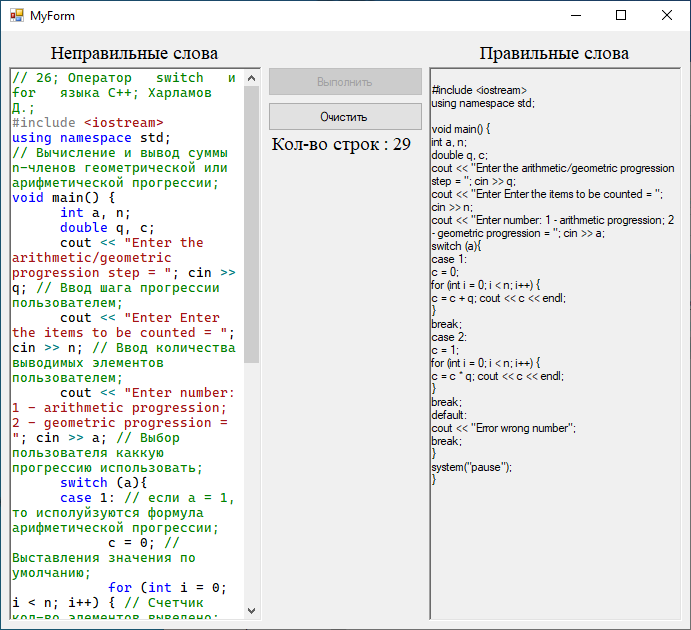 MyForm
Неправильные слова
Правильные слова
// 26; Оператор switch и
for языка C++; Харламов
Д.;
#include <iostream>
using namespace std;
// Вычисление и вывод суммы
n-членов геометрической или
арифметической прогрессии;
void main() {
int a, n;
double q, c;
cout << "Enter the
arithmetic/geometric
progression step = "; cin >>
q; // Ввод шага прогрессии
пользователем;
cout << "Enter Enter
the items to be counted = ";
cin >> n; // Ввод количества
выводимых элементов
пользователем;
cout << "Enter number:
1 - arithmetic progression;
2 - geometric progression =
"; cin >> a; // Выбор
пользователя каккую
прогрессию использовать;
switch (a){
case 1: // если a = 1,
то исполуйзуются формула
арифметической прогрессии;
c = 0; //
Выставления значения по
умолчанию;
for (int i = 0;
i < n; i++) { // Счетчик
кол-во элементов выведено;
Выполнить
Очистить
Кол-во строк : 29
#include <iostream>
using namespace std;
void main() {
int a, n;
double q, c;
cout << "Enter the arithmetic/geometric progression
step = "; cin >> q;
cout << "Enter Enter the items to be counted = ";
cin >> n;
cout << "Enter number: 1 - arithmetic progression; 2
- geometric progression = "; cin >> a;
switch (a){
case 1:
c = 0;
for (int i = 0; i < n; i++) {
c = c + q; cout << c << endl;
}
break;
case 2:
c = 1;
for (int i = 0; i < n; i++) {
c = c * q; cout << c << endl;
}
break;
default:
cout << "Error wrong number";
break;
}
system("pause");
}